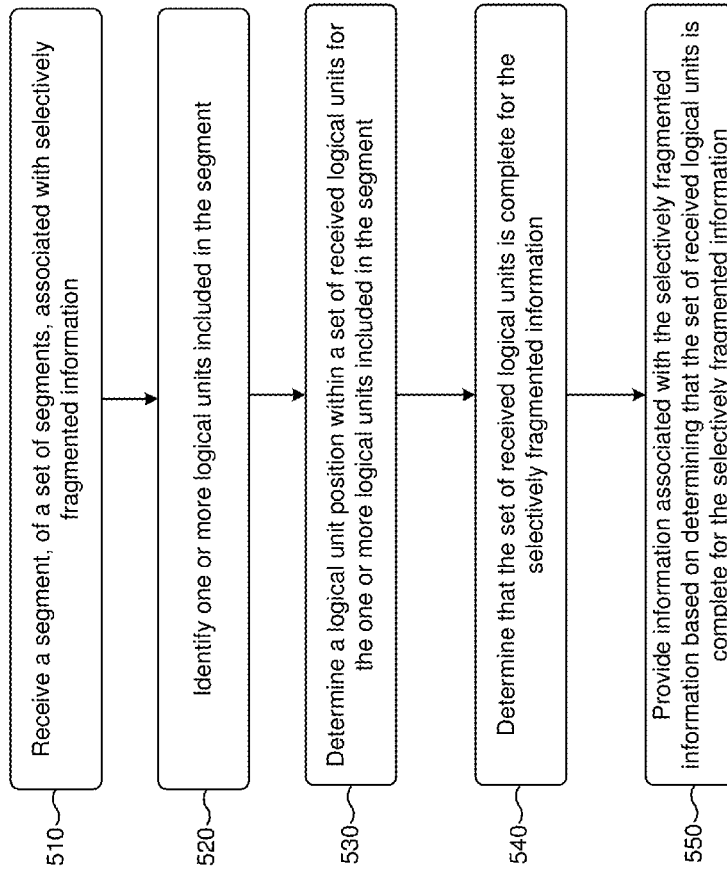 510
Receive a segment, of a set of segments, associated with selectively
fragmented information
520
Identify one or more logical units included in the segment
530
Determine a logical unit position within a set of received logical units for
the one or more logical units included in the segment
540
Determine that the set of received logical units is complete for the
selectively fragmented information
550
Provide information associated with the selectively fragmented
information based on determining that the set of received logical units is
complete for the selectively fragmented information